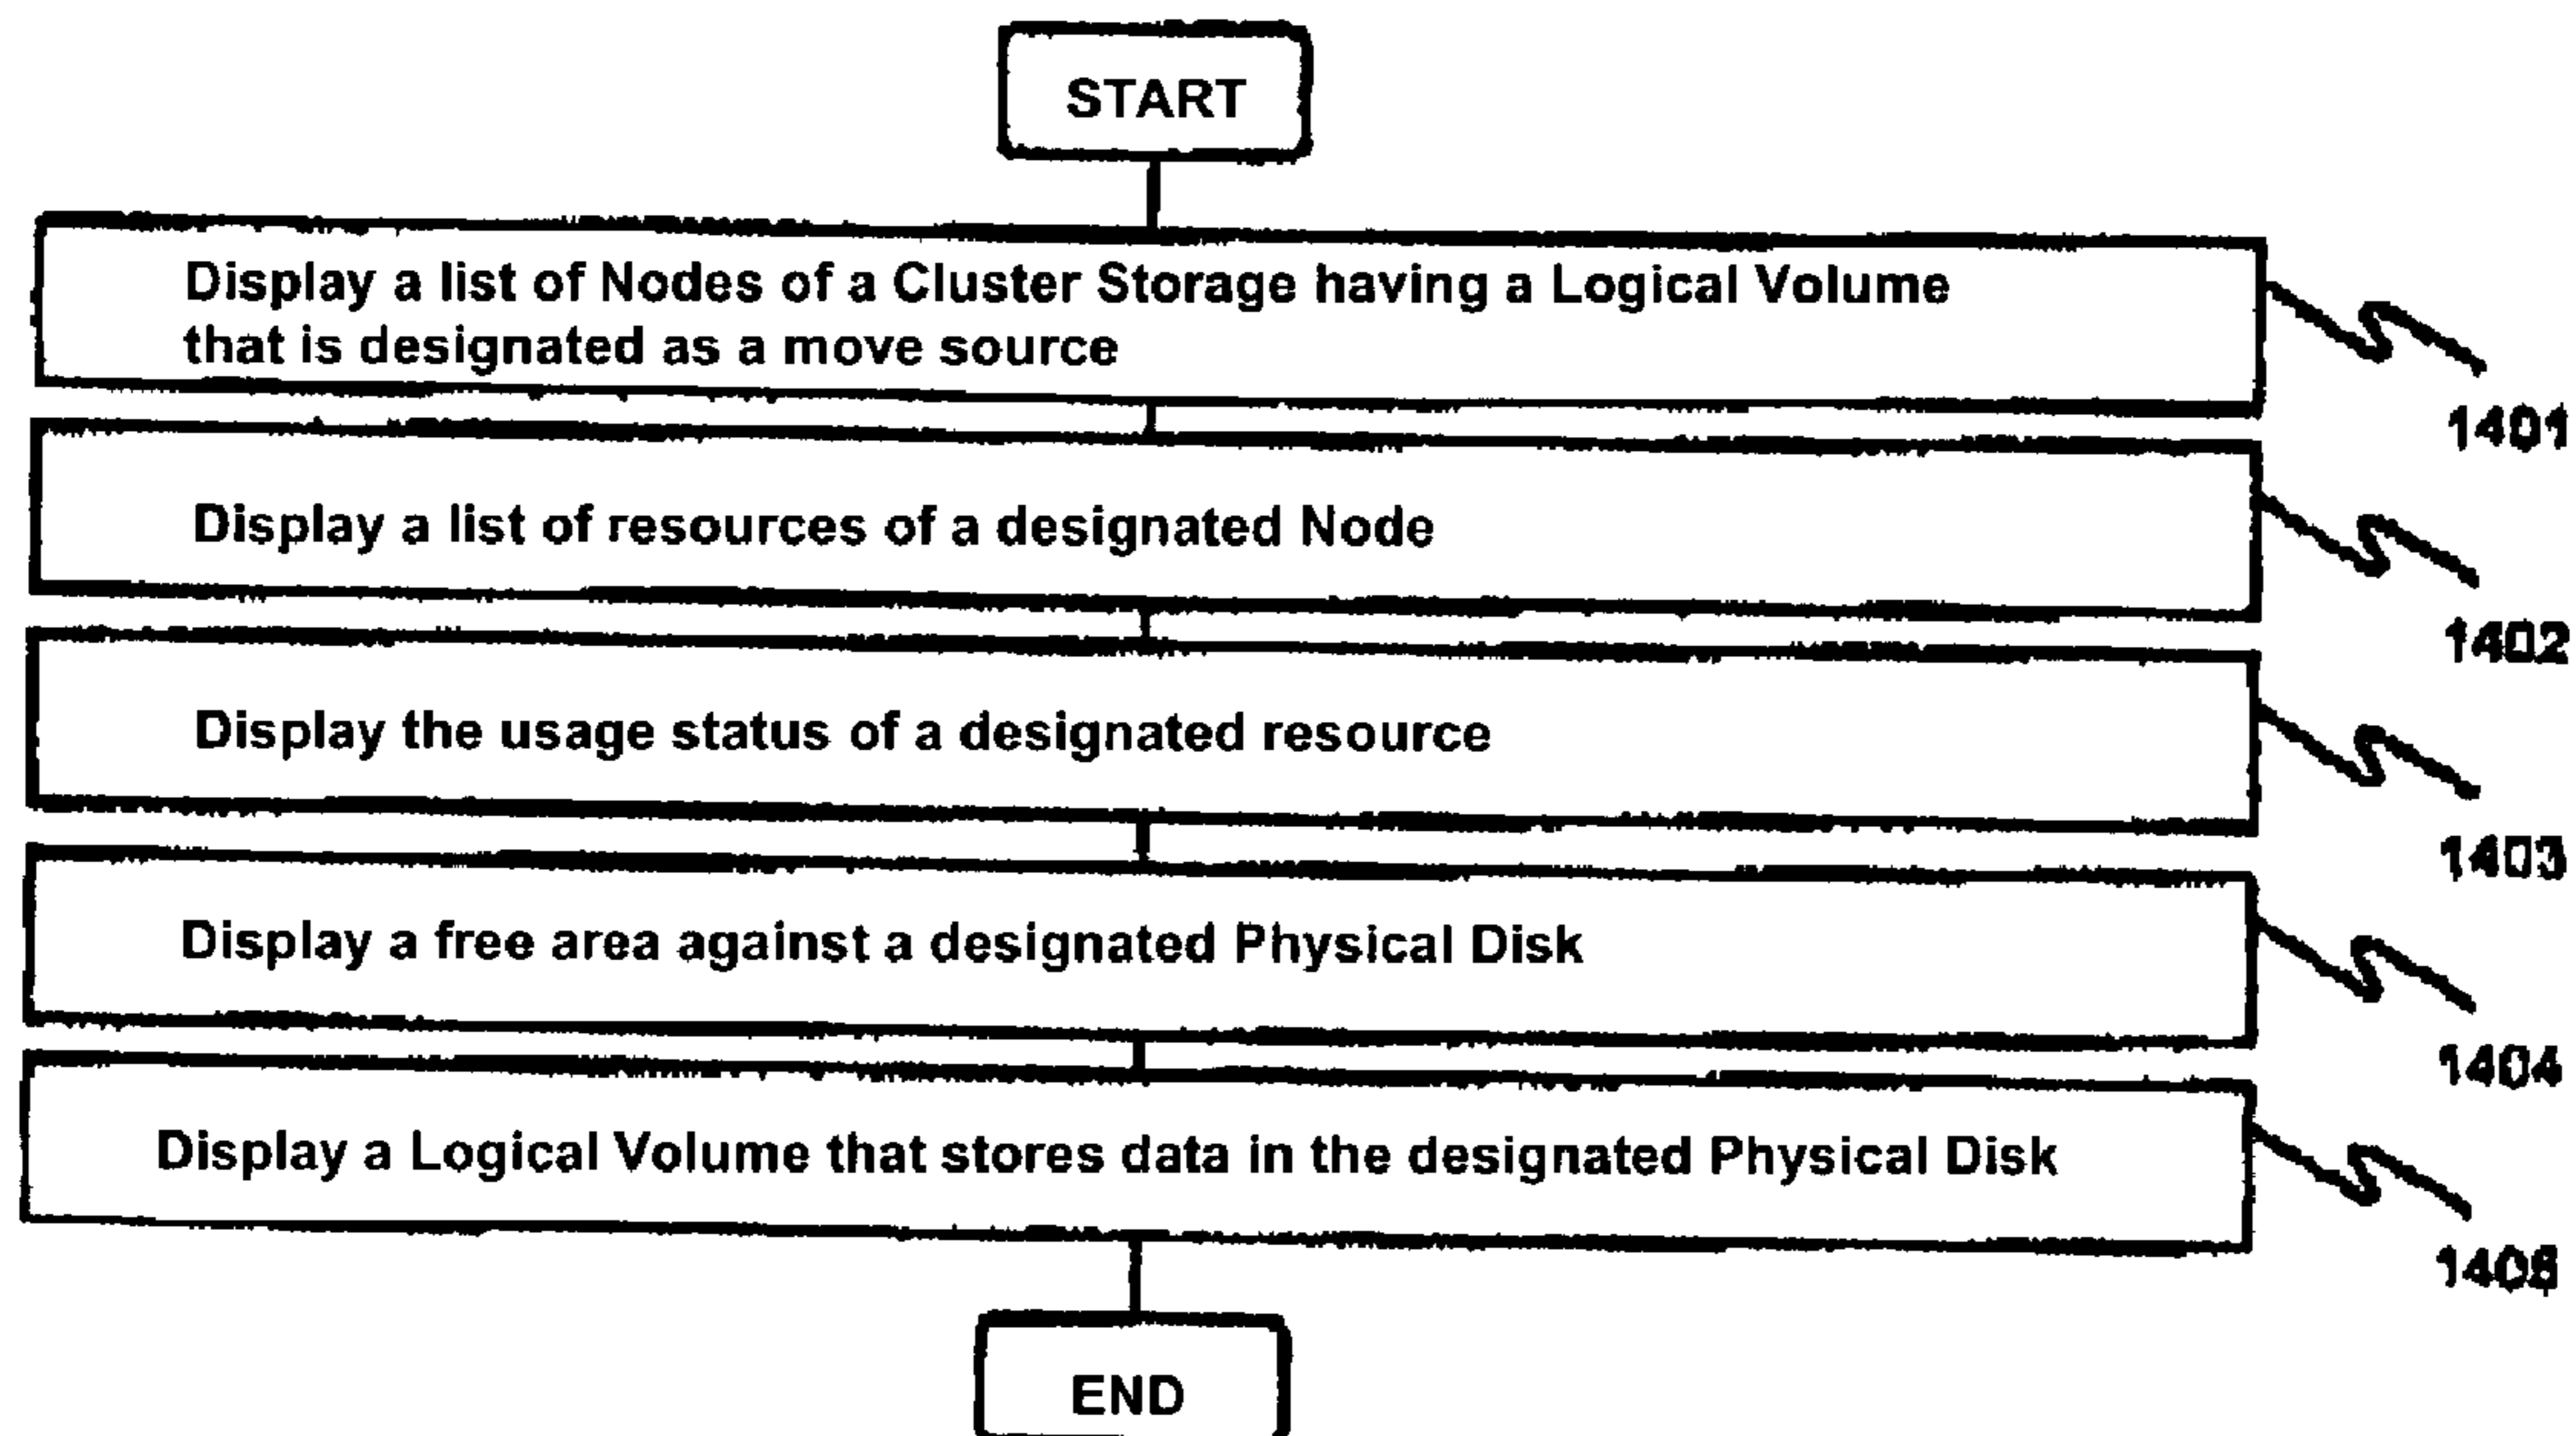 START
Display a list of Nodes of a Cluster Storage having a Logical Volume
that is designated as a move source
1401
Display a list of resources of a designated Node
1402
Display the usage status of a designated resource
1403
Display a free area against a designated Physical Disk
1404
Display a Logical Volume that stores data in the designated Physical Disk
END